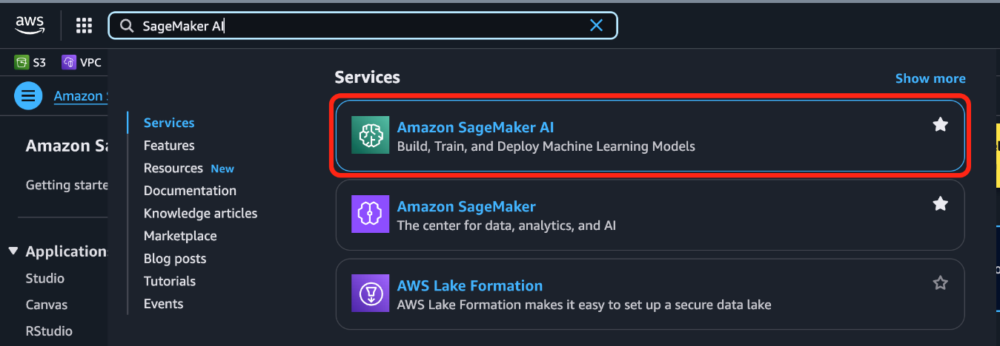 aws
SageMaker AI
S3
VPC
Amazon
Amazon
Getting
Applications
Studio
Canvas
RStudio
Services
Features
Resources New
Documentation
Knowledge articles
Marketplace
Blog posts
Tutorials
Events
Services
Show more
Amazon SageMaker AI
Build, Train, and Deploy Machine Learning Models
Amazon SageMaker
The center for data, analytics, and AI
AWS Lake Formation
AWS Lake Formation makes it easy to set up a secure data lake